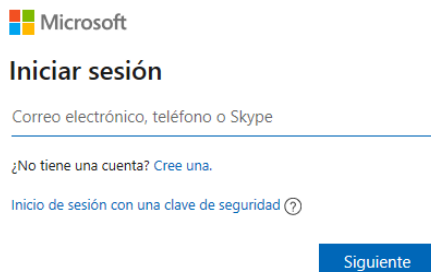 Microsoft
Iniciar sesión
Correo electrónico, teléfono o Skype
¿No tiene una cuenta? Cree una.
Inicio de sesión con una clave de seguridad ?
Siguiente